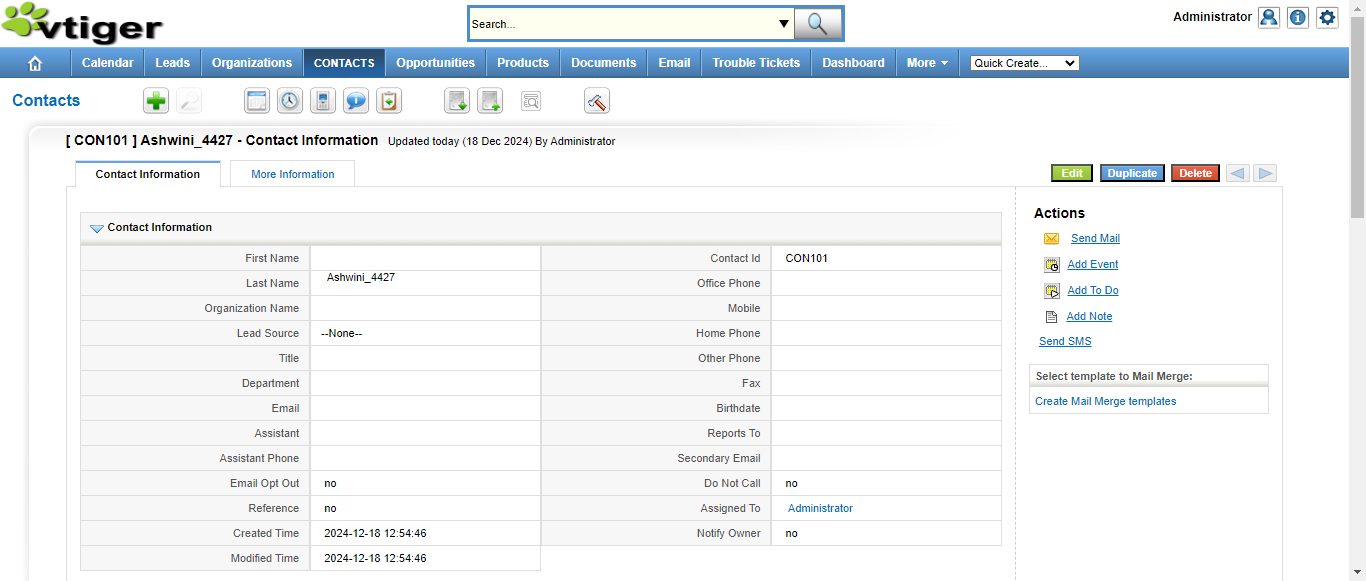 vtiger
Search...
Administrator
Calendar Leads Organizations CONTACTS Opportunities Products Documents Email Trouble Tickets Dashboard More Quick Create...
Contacts
[ CON101 ] Ashwini_4427 - Contact Information Updated today (18 Dec 2024) By Administrator
Contact Information More Information Edit Duplicate Delete
Contact Information
First Name Contact Id CON101
Last Name Ashwini_4427 Office Phone
Organization Name Mobile
Lead Source --None-- Home Phone
Title Other Phone
Department Fax
Email Birthdate
Assistant Reports To
Assistant Phone Secondary Email
Email Opt Out no Do Not Call no
Reference no Assigned To Administrator
Created Time 2024-12-18 12:54:46 Notify Owner no
Modified Time 2024-12-18 12:54:46
Actions
Send Mail
Add Event
Add To Do
Add Note
Send SMS
Select template to Mail Merge:
Create Mail Merge templates